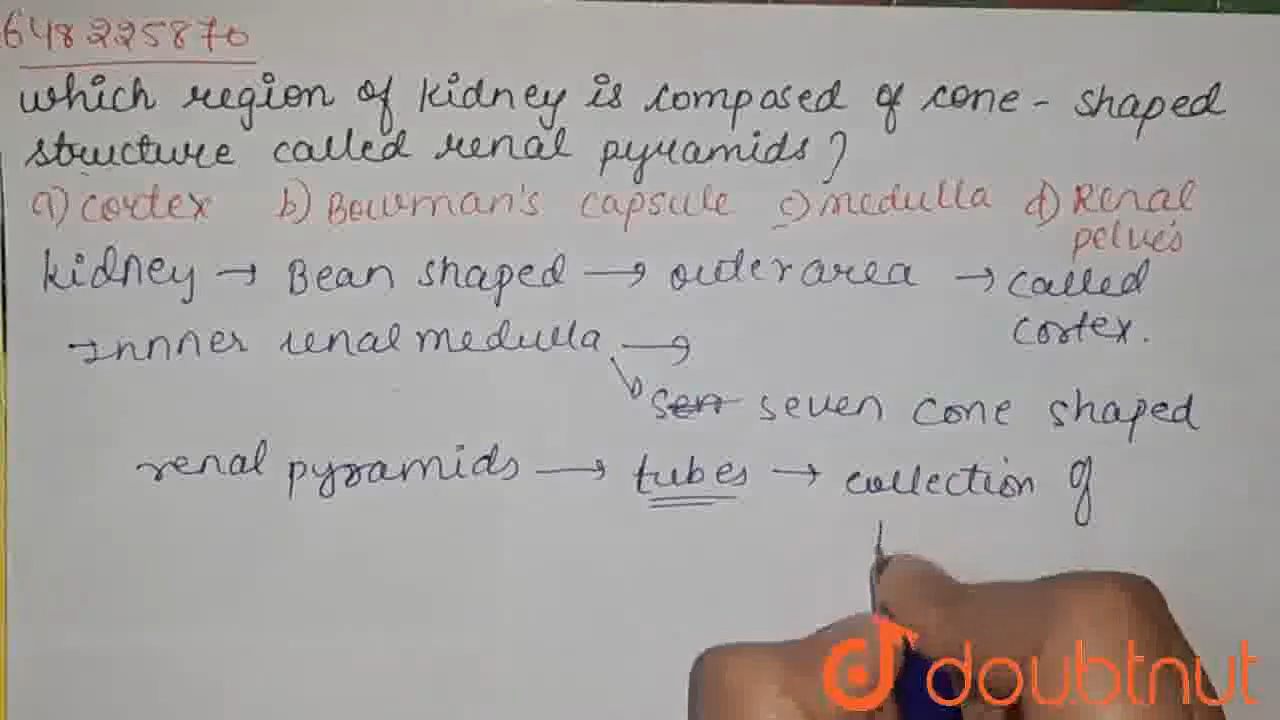 648225870
which region of kidney is composed of cone - shaped
structure called renal pyramids?
a) cortex b) Bowman's capsule c) medulla d) Renal
pelvis
kidney → Bean shaped → outer area → called
cortex.
→ Innner renal medulla →
seven cone shaped
renal pyramids → tubes → collection of
doubtnut